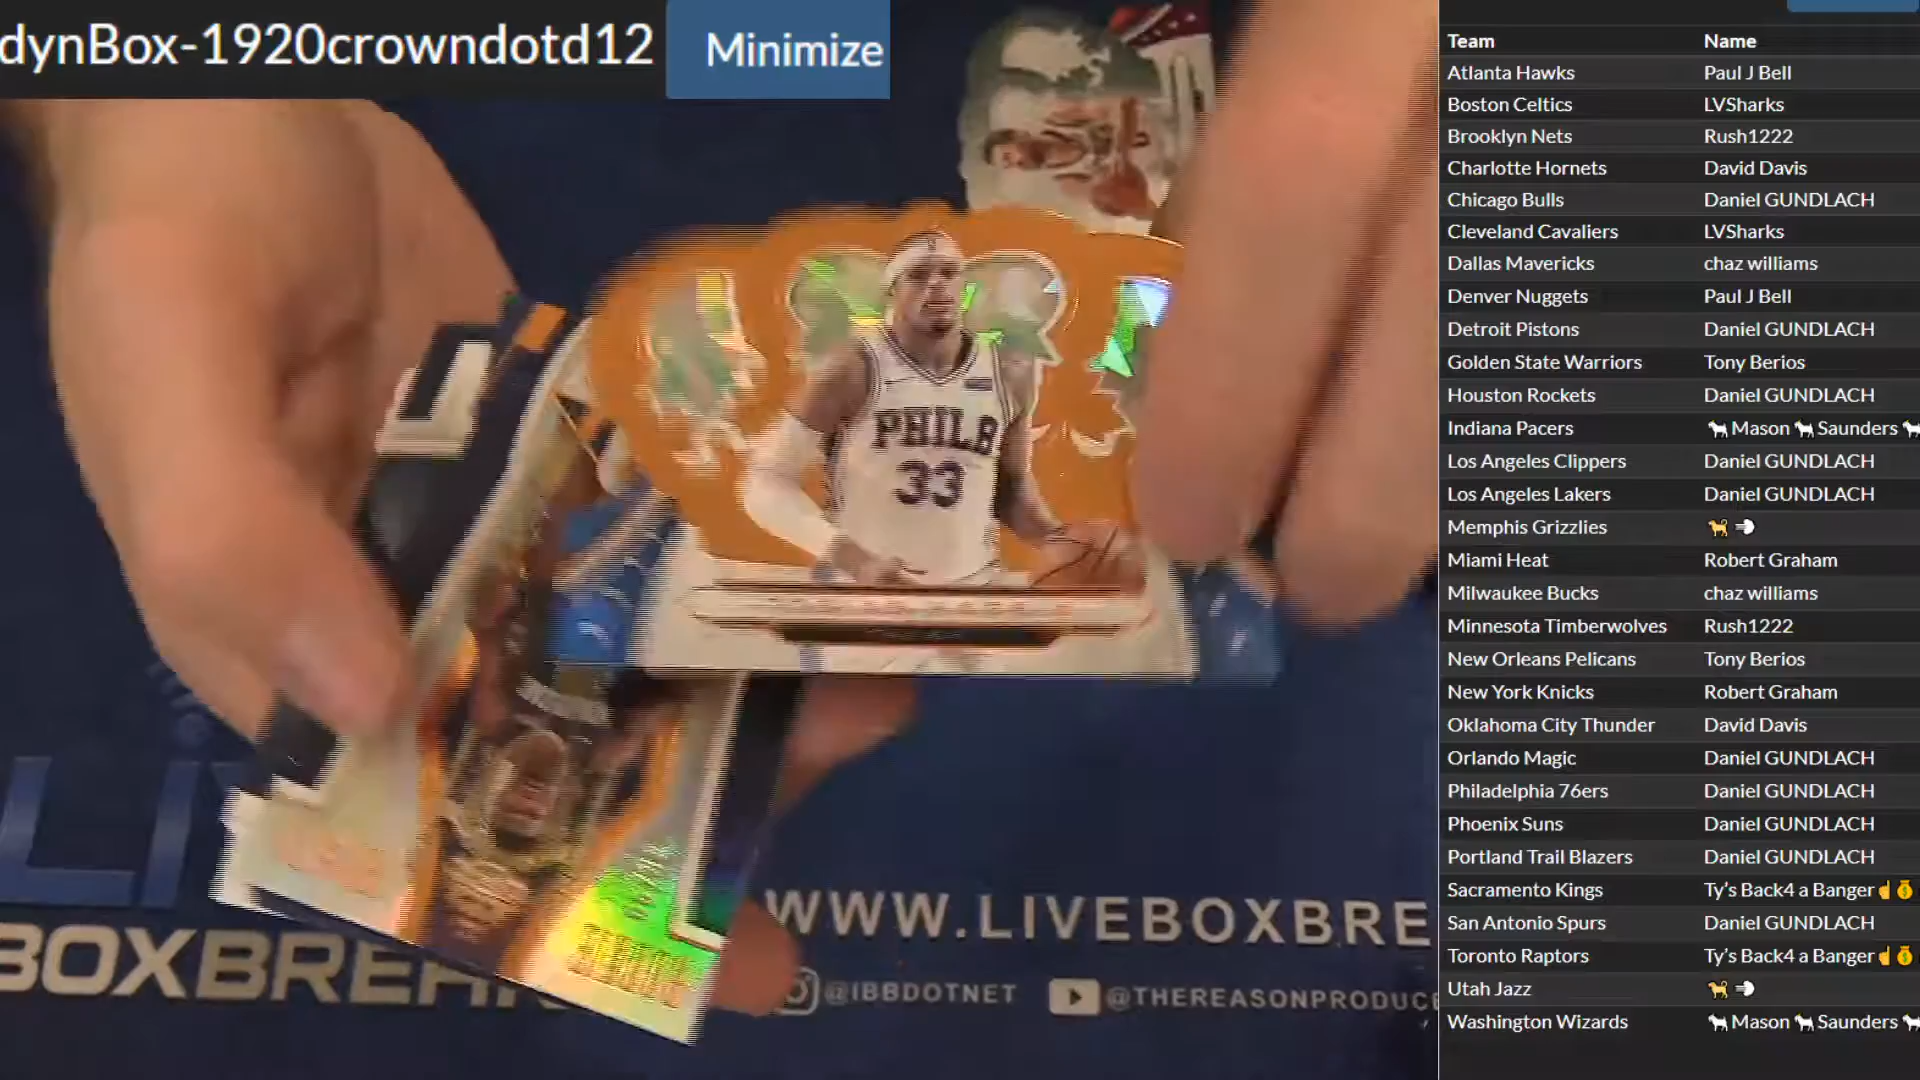 dynBox-1920crowndotd12
Minimize
PHILA
33
WWW.LIVEBOXBRE
BOXBREAK
@IBBDOTNET
@THEREASONPRODUCE
Team Name
Atlanta Hawks Paul J Bell
Boston Celtics LVSharks
Brooklyn Nets Rush1222
Charlotte Hornets David Davis
Chicago Bulls Daniel GUNDLACH
Cleveland Cavaliers LVSharks
Dallas Mavericks chaz williams
Denver Nuggets Paul J Bell
Detroit Pistons Daniel GUNDLACH
Golden State Warriors Tony Berios
Houston Rockets Daniel GUNDLACH
Indiana Pacers 🐐Mason🐐Saunders🐐
Los Angeles Clippers Daniel GUNDLACH
Los Angeles Lakers Daniel GUNDLACH
Memphis Grizzlies 🐕💨
Miami Heat Robert Graham
Milwaukee Bucks chaz williams
Minnesota Timberwolves Rush1222
New Orleans Pelicans Tony Berios
New York Knicks Robert Graham
Oklahoma City Thunder David Davis
Orlando Magic Daniel GUNDLACH
Philadelphia 76ers Daniel GUNDLACH
Phoenix Suns Daniel GUNDLACH
Portland Trail Blazers Daniel GUNDLACH
Sacramento Kings Ty's Back4 a Banger☝💰
San Antonio Spurs Daniel GUNDLACH
Toronto Raptors Ty's Back4 a Banger☝💰
Utah Jazz 🐕💨
Washington Wizards 🐐Mason🐐Saunders🐐